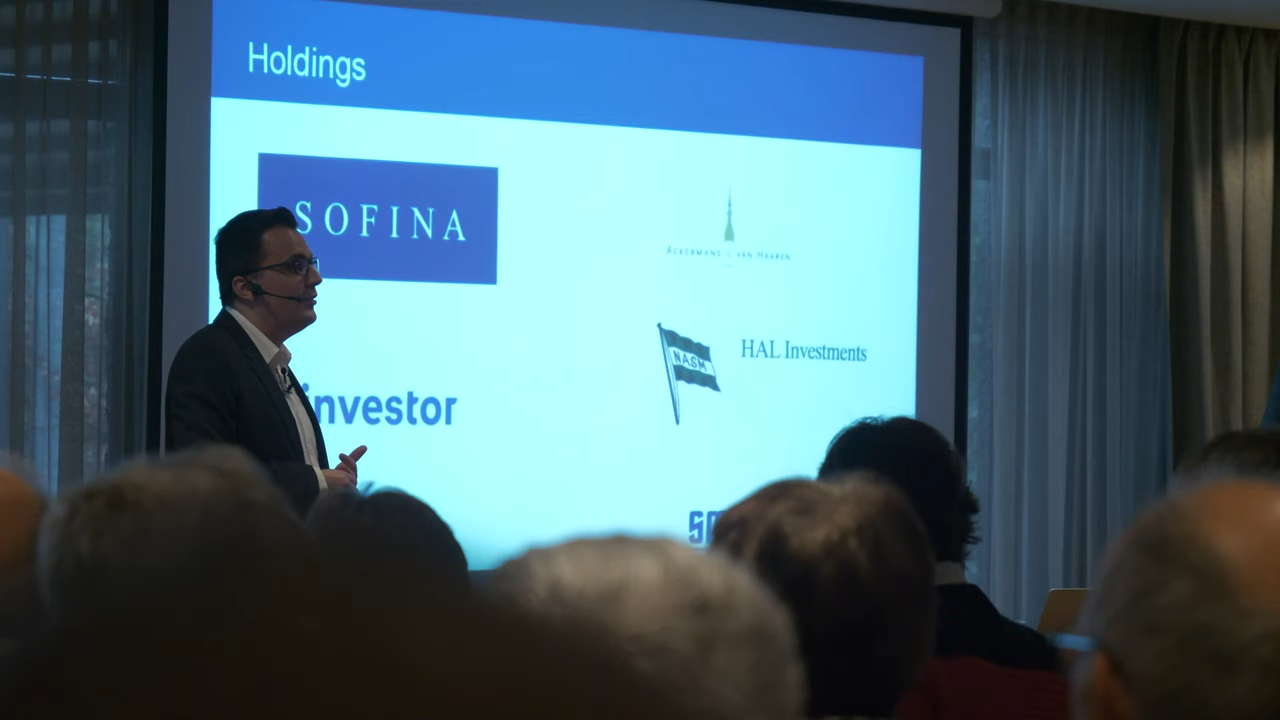 Holdings
SOFINA
ACKERMANS & VAN HAAREN
NASM
HAL Investments
investor